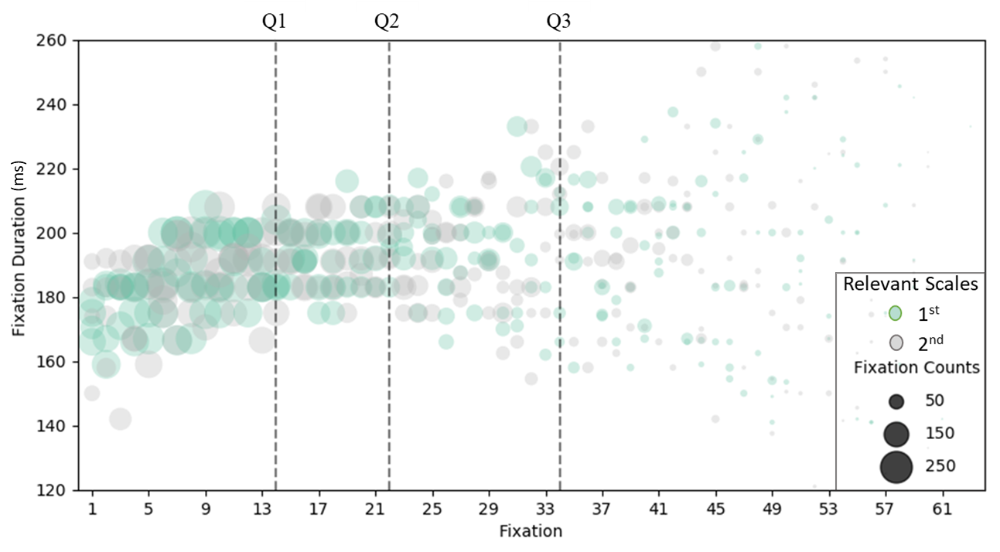 Q1 Q2 Q3
260
240
220
200
180
160
140
120
Fixation Duration (ms)
1 5 9 13 17 21 25 29 33 37 41 45 49 53 57 61
Fixation
Relevant Scales
1st
2nd
Fixation Counts
50
150
250